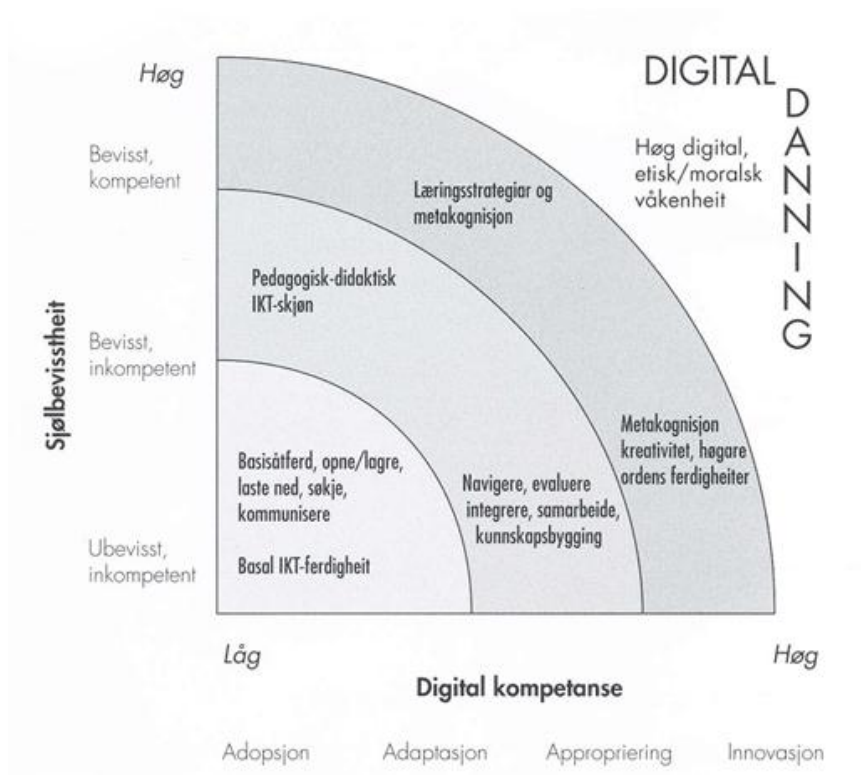 Høg
DIGITAL
DANNING
Høg digital,
etisk/moralsk
våkenheit
Bevisst,
kompetent
Læringsstrategiar og
metakognisjon
Pedagogisk-didaktisk
IKT-skjøn
Sjølbevisstheit
Bevisst,
inkompetent
Metakognisjon
kreativitet, høgare
ordens ferdigheiter
Basisåtferd, opne/lagre,
laste ned, søkje,
kommunisere
Navigere, evaluere
integrere, samarbeide,
kunnskapsbygging
Ubevisst,
inkompetent
Basal IKT-ferdigheit
Låg
Høg
Digital kompetanse
Adopsjon
Adaptasjon
Appropriering
Innovasjon